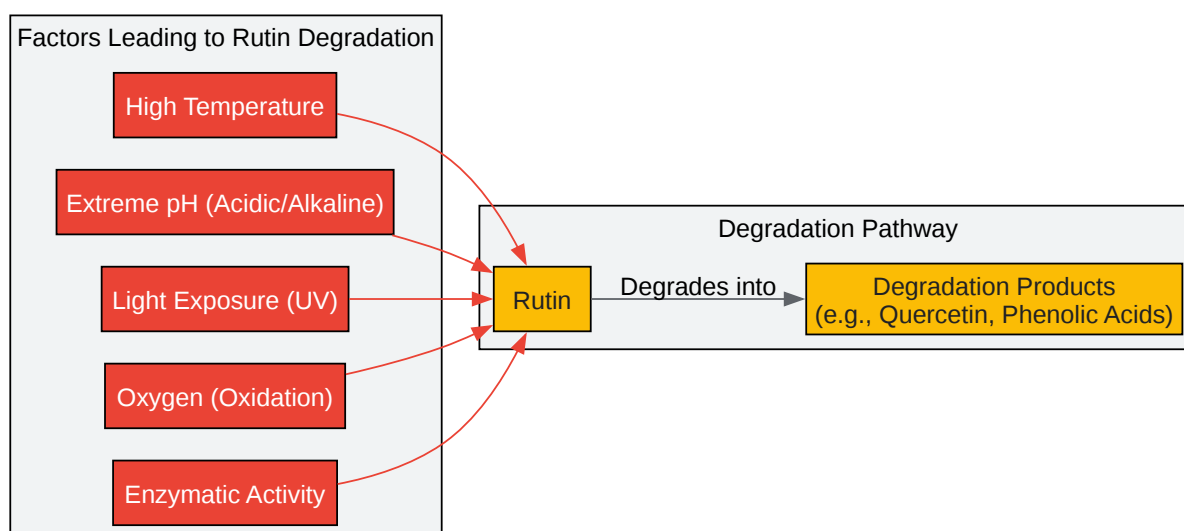 Factors Leading to Rutin Degradation
High Temperature
Extreme pH (Acidic/Alkaline)
Light Exposure (UV)
Oxygen (Oxidation)
Enzymatic Activity
Degradation Pathway
Rutin
Degrades into
Degradation Products
(e.g., Quercetin, Phenolic Acids)